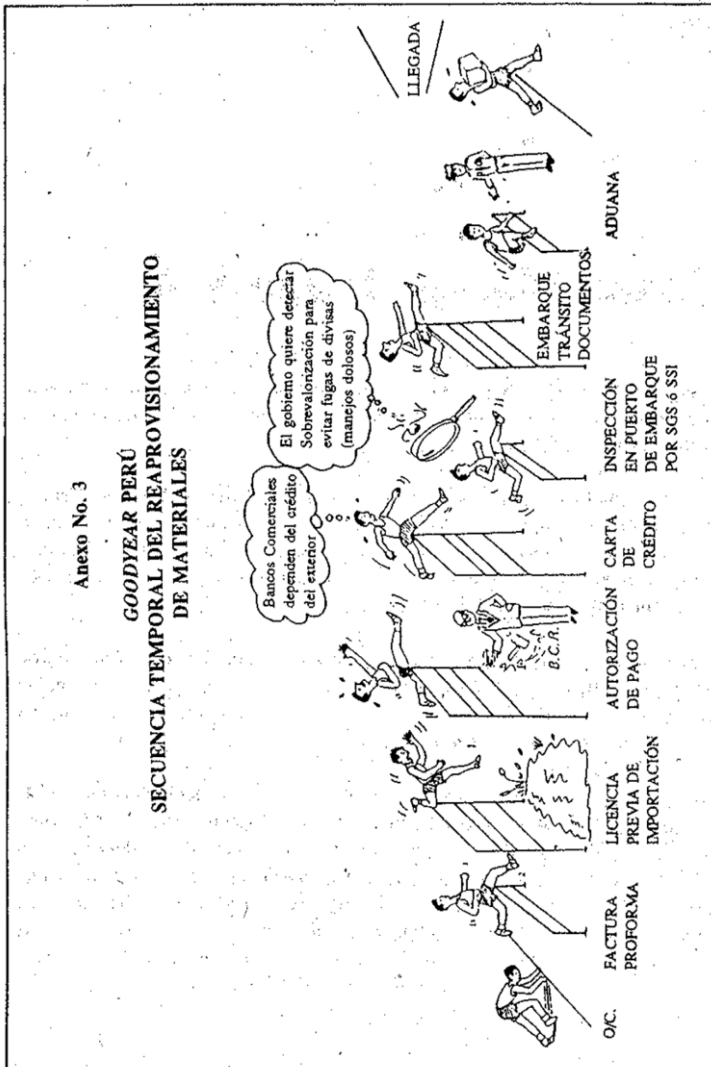 Anexo No. 3
GOODYEAR PERÚ
SECUENCIA TEMPORAL DEL REAPROVISIONAMIENTO
DE MATERIALES
Bancos Comerciales
dependen del crédito
del exterior
El gobierno quiere detectar
Sobrevalorización para
evitar fugas de divisas
(manejos dolosos)
LLEGADA
B.C.R.
O/C.
FACTURA
PROFORMA
LICENCIA
PREVIA DE
IMPORTACIÓN
AUTORIZACIÓN
DE PAGO
CARTA
DE
CRÉDITO
INSPECCIÓN
EN PUERTO
DE EMBARQUE
POR SGS ó SSI
EMBARQUE
TRÁNSITO
DOCUMENTOS
ADUANA